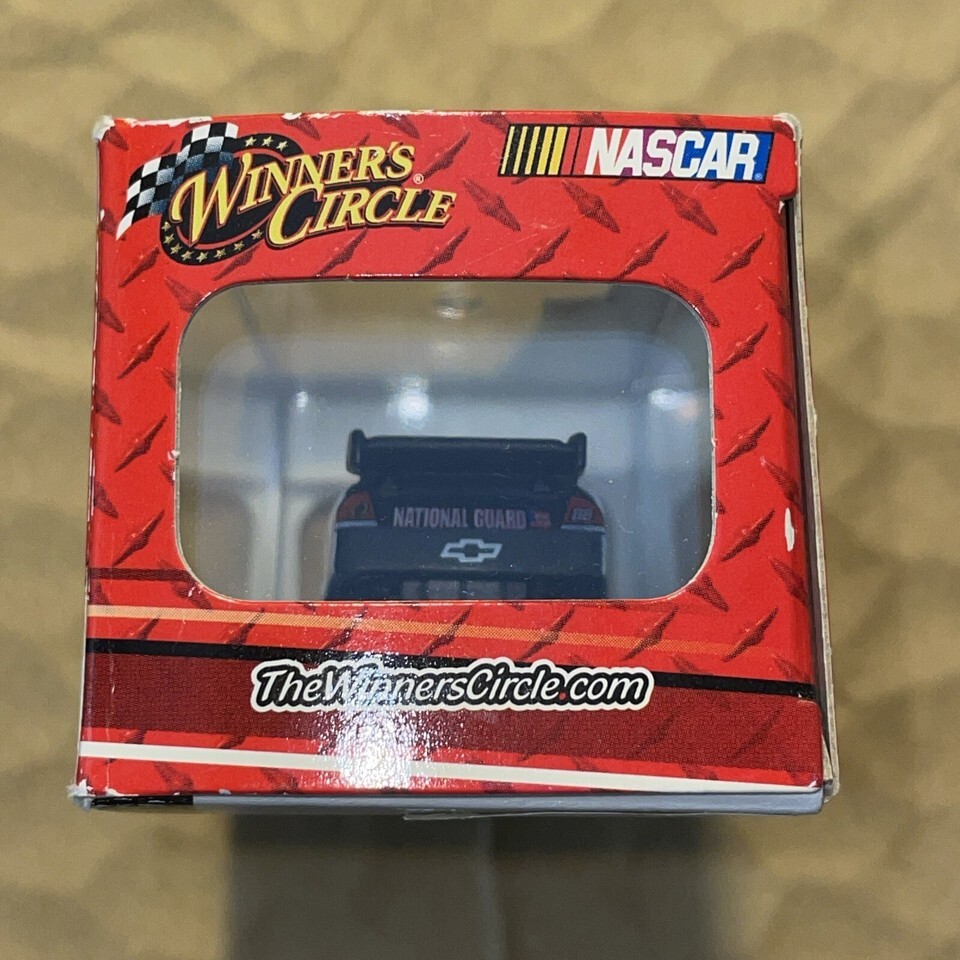 WINNER'S
CIRCLE®
NASCAR®
NATIONAL GUARD
TheWinnersCircle.com